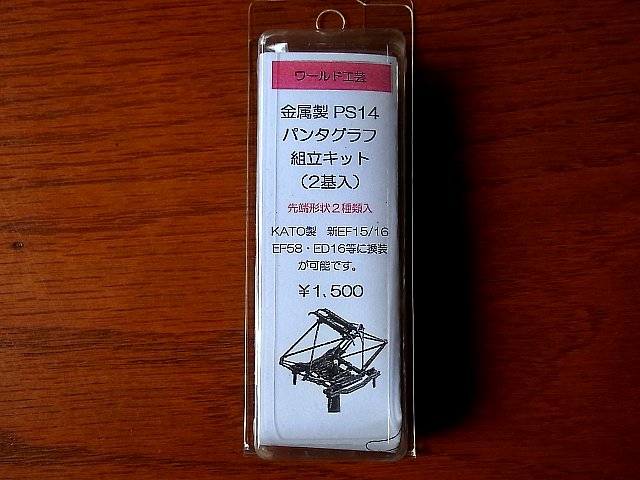 ワールド工芸
金属製 PS14
パンタグラフ
組立キット
（2基入）
先端形状2種類入
KATO製　新EF15/16
EF58・ED16等に換装
が可能です。
￥1,500